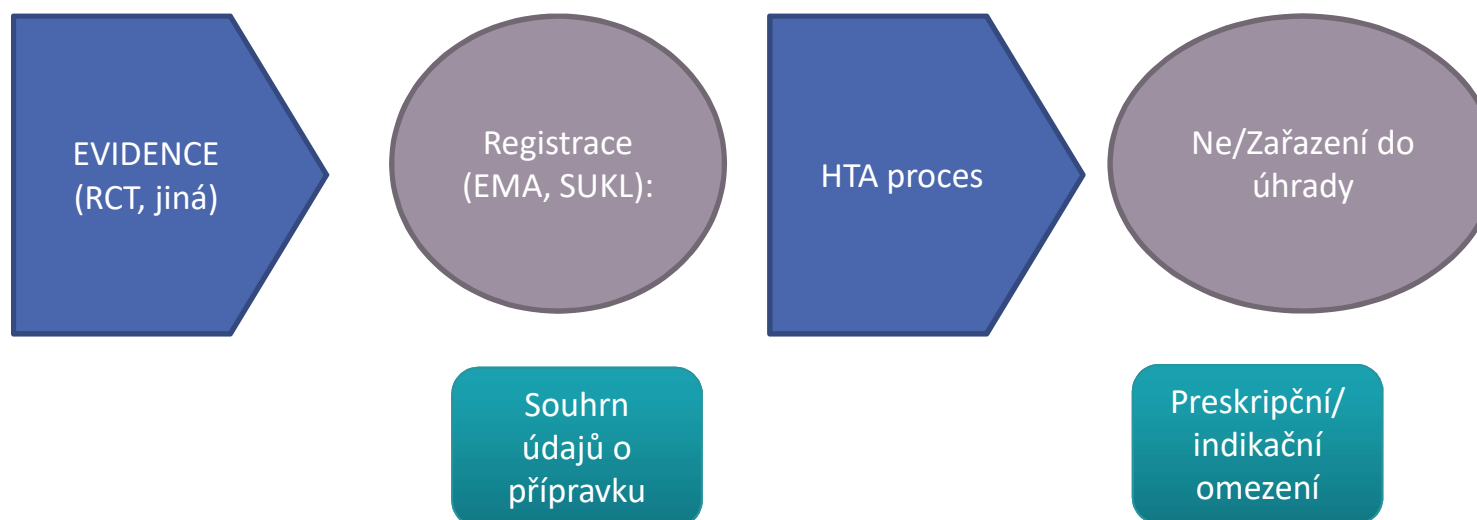 EVIDENCE
(RCT, jiná)
Registrace
(EMA, SUKL):
HTA proces
Ne/Zařazení do
úhrady
Souhrn
údajů o
přípravku
Preskripční/
indikační
omezení